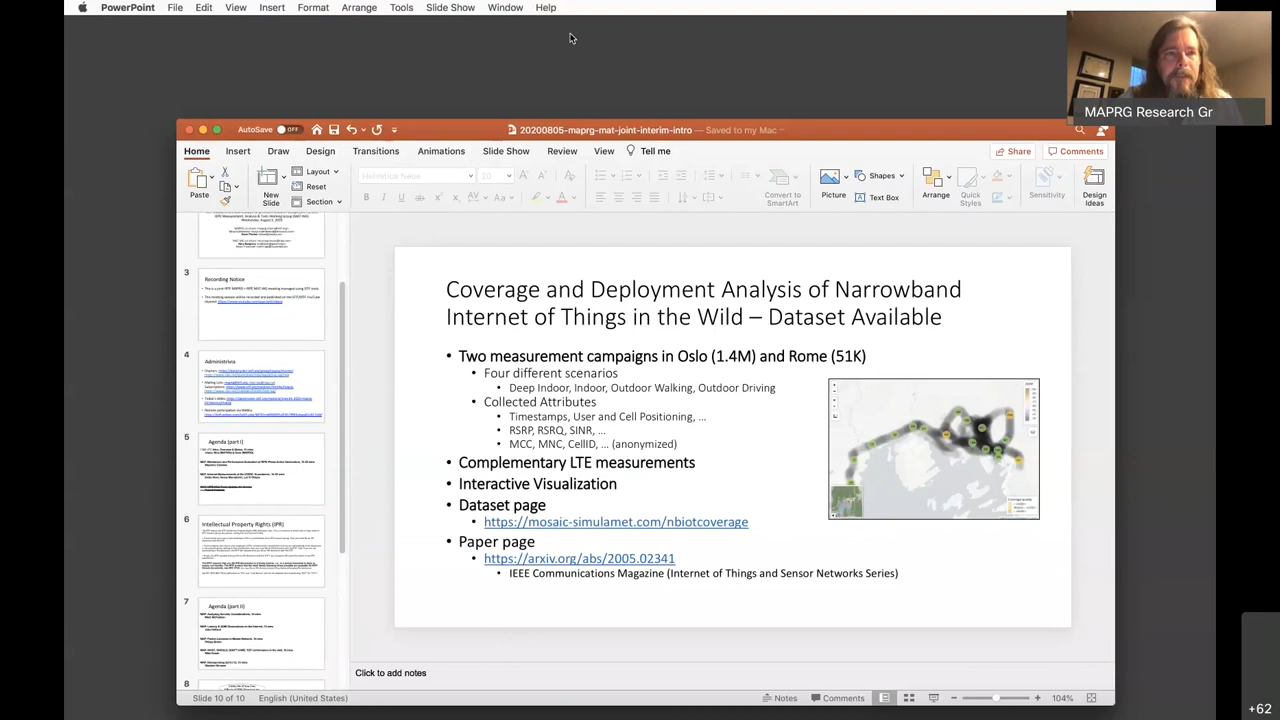 PowerPoint File Edit View Insert Format Arrange Tools Slide Show Window Help
MAPRG Research Gr
AutoSave OFF
20200805-maprg-mat-joint-interim-intro — Saved to my Mac
Home Insert Draw Design Transitions Animations Slide Show Review View Tell me
Share Comments
Paste
New
Slide
Layout
Reset
Section
Helvetica Neue 20
Convert to
SmartArt
Picture
Shapes
Text Box
Arrange
Quick
Styles
Sensitivity
Design
Ideas
3
Recording Notice
4
Administrivia
5
Agenda (part I)
6
Intellectual Property Rights (IPR)
7
Agenda (part II)
8
Coverage and Deployment Analysis of Narrowband
Internet of Things in the Wild – Dataset Available
• Two measurement campaigns in Oslo (1.4M) and Rome (51K)
• Four different scenarios
• Deep Indoor, Indoor, Outdoor Walking, Outdoor Driving
• Collected Attributes
• Timestamps, User and Cell Positioning, ...
• RSRP, RSRQ, SINR, ...
• MCC, MNC, CellID, ... (anonymized)
• Complementary LTE measurements
• Interactive Visualization
• Dataset page
• https://mosaic-simulamet.com/nbiotcoverage
• Paper page
• https://arxiv.org/abs/2005.02341
• IEEE Communications Magazine (Internet of Things and Sensor Networks Series)
Click to add notes
Slide 10 of 10 English (United States)
Notes Comments 104%
+62